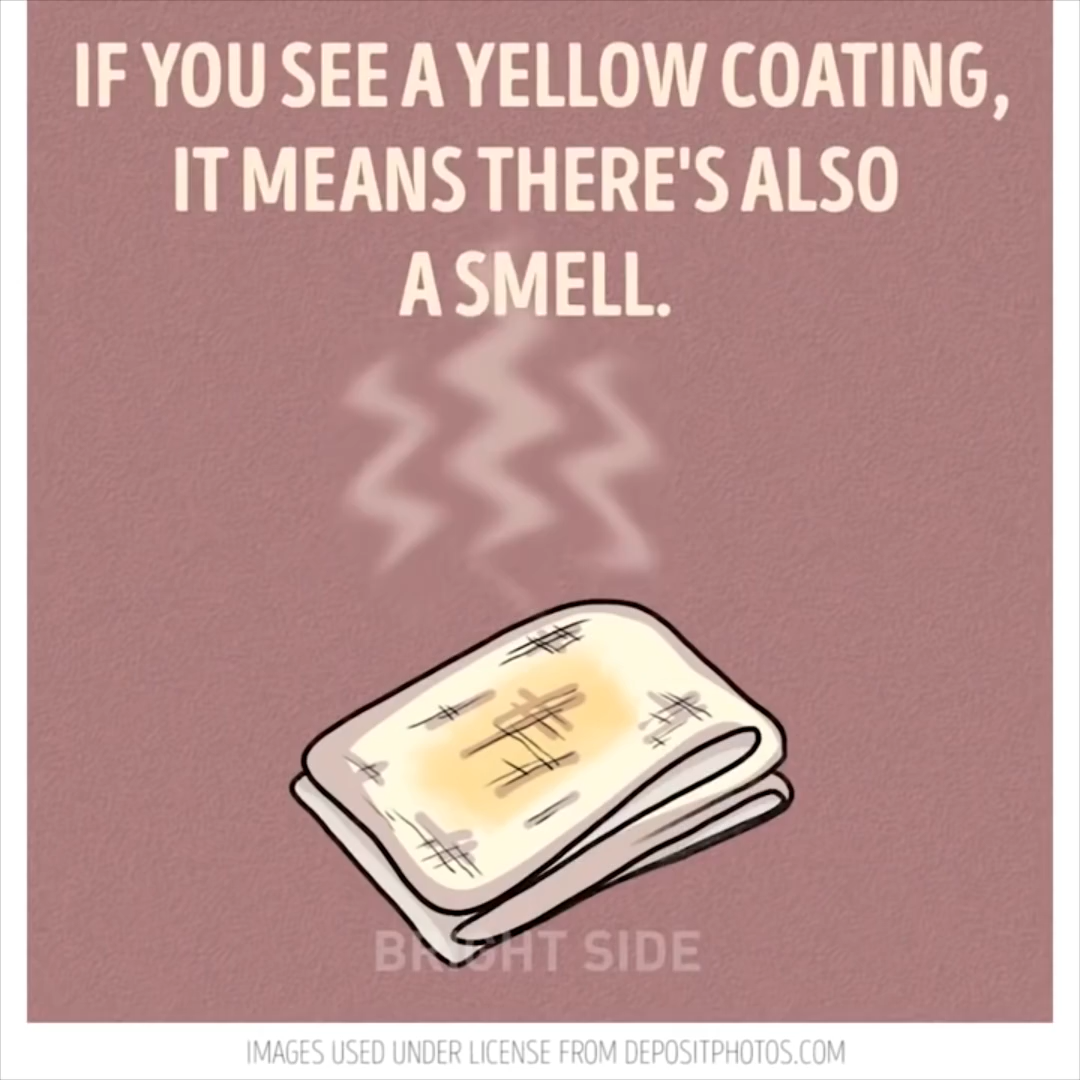 IF YOU SEE A YELLOW COATING,
IT MEANS THERE'S ALSO
A SMELL.
BRIGHT SIDE
IMAGES USED UNDER LICENSE FROM DEPOSITPHOTOS.COM